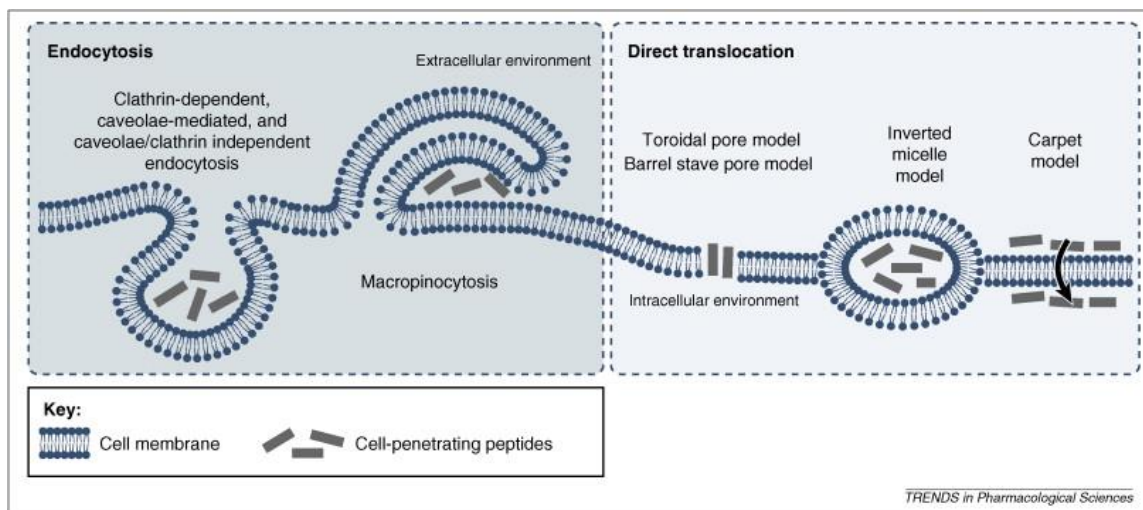 Endocytosis
Extracellular environment
Clathrin-dependent,
caveolae-mediated, and
caveolae/clathrin independent
endocytosis
Macropinocytosis
Direct translocation
Toroidal pore model
Barrel stave pore model
Inverted
micelle
model
Carpet
model
Intracellular environment
Key:
Cell membrane
Cell-penetrating peptides
TRENDS in Pharmacological Sciences